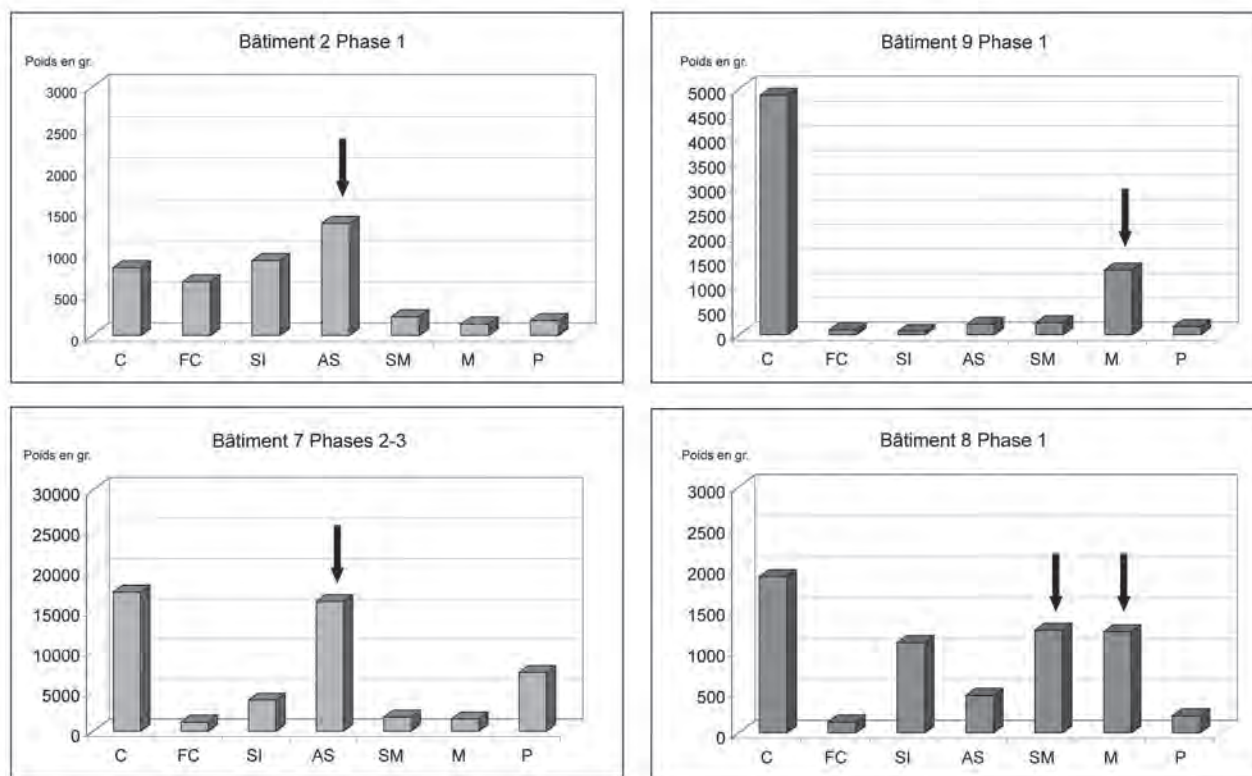 Bâtiment 2 Phase 1
Poids en gr.
3000
2500
2000
1500
1000
500
0
C FC SI AS SM M P
Bâtiment 9 Phase 1
Poids en gr.
5000
4500
4000
3500
3000
2500
2000
1500
1000
500
0
C FC SI AS SM M P
Bâtiment 7 Phases 2-3
Poids en gr.
30000
25000
20000
15000
10000
5000
0
C FC SI AS SM M P
Bâtiment 8 Phase 1
Poids en gr.
3000
2500
2000
1500
1000
500
0
C FC SI AS SM M P